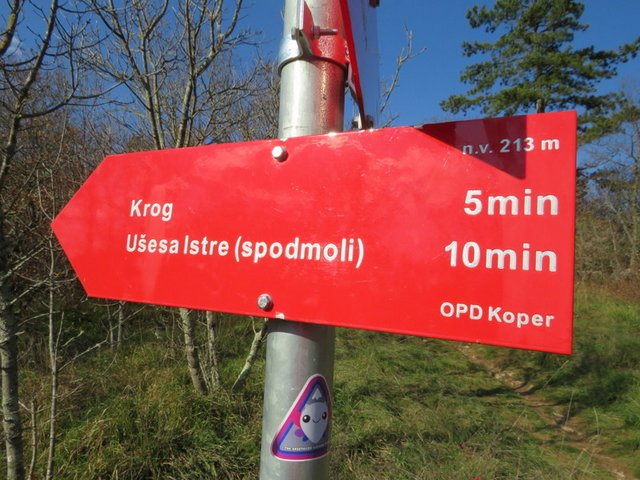 n.v. 213 m
Krog 5min
Ušesa Istre (spodmoli) 10min
OPD Koper